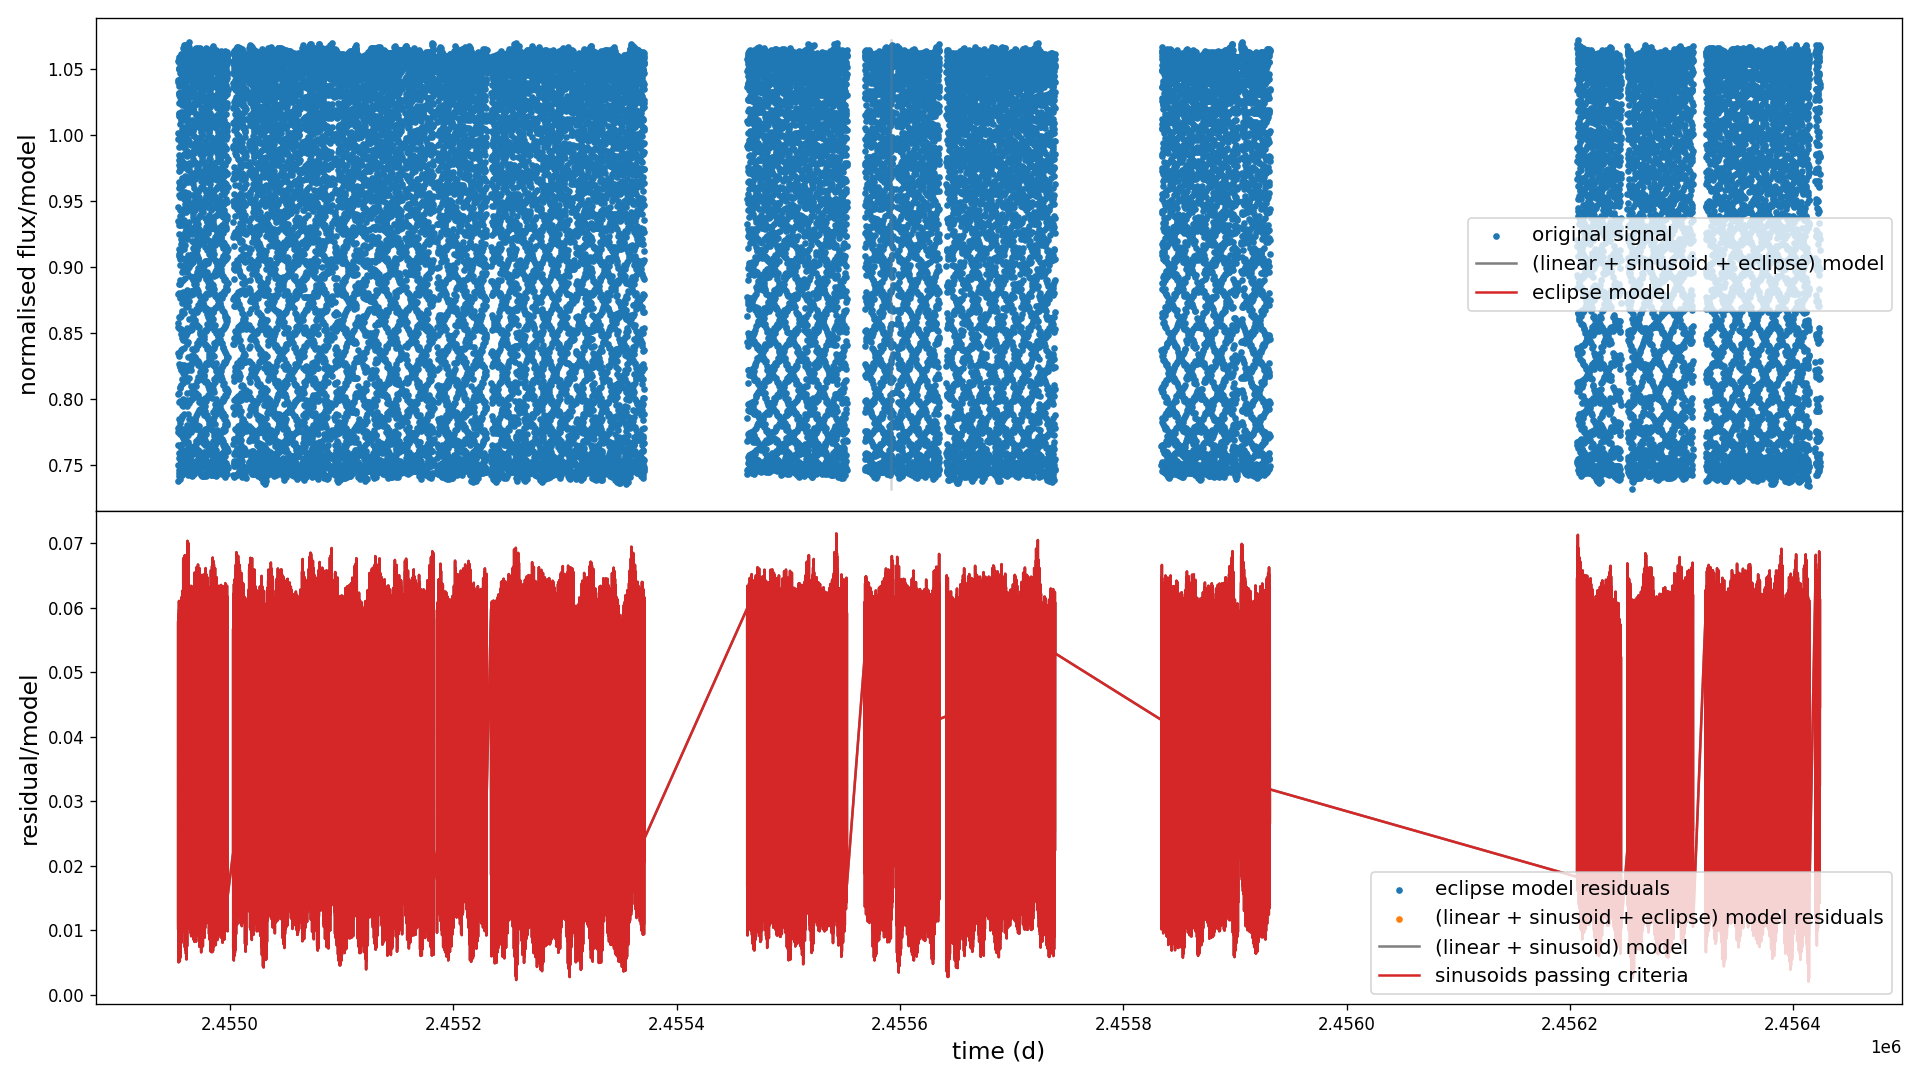 1.05
1.00
0.95
0.90
0.85
0.80
0.75
normalised flux/model
original signal
(linear + sinusoid + eclipse) model
eclipse model
0.07
0.06
0.05
0.04
0.03
0.02
0.01
0.00
residual/model
eclipse model residuals
(linear + sinusoid + eclipse) model residuals
(linear + sinusoid) model
sinusoids passing criteria
2.4550 2.4552 2.4554 2.4556 2.4558 2.4560 2.4562 2.4564
time (d)
1e6